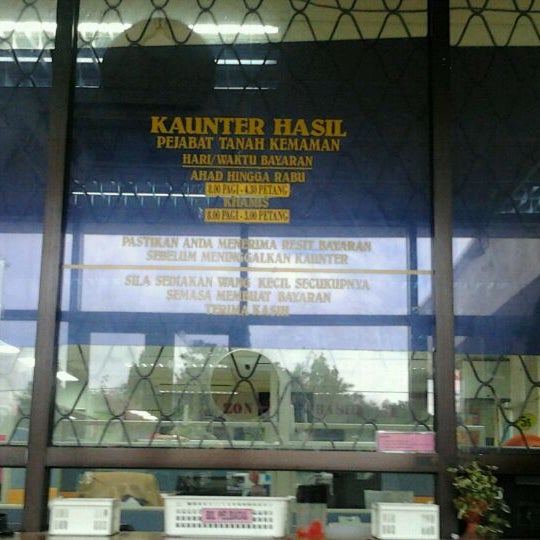 KAUNTER HASIL
PEJABAT TANAH KEMAMAN
HARI/WAKTU BAYARAN
AHAD HINGGA RABU
8.00 PAGI - 4.30 PETANG
KHAMIS
8.00 PAGI - 3.00 PETANG
PASTIKAN ANDA MENERIMA RESIT BAYARAN
SEBELUM MENINGGALKAN KAUNTER
SILA SEDIAKAN WANG KECIL SECUKUPNYA
SEMASA MEMBUAT BAYARAN
TERIMA KASIH
ZON HASIL